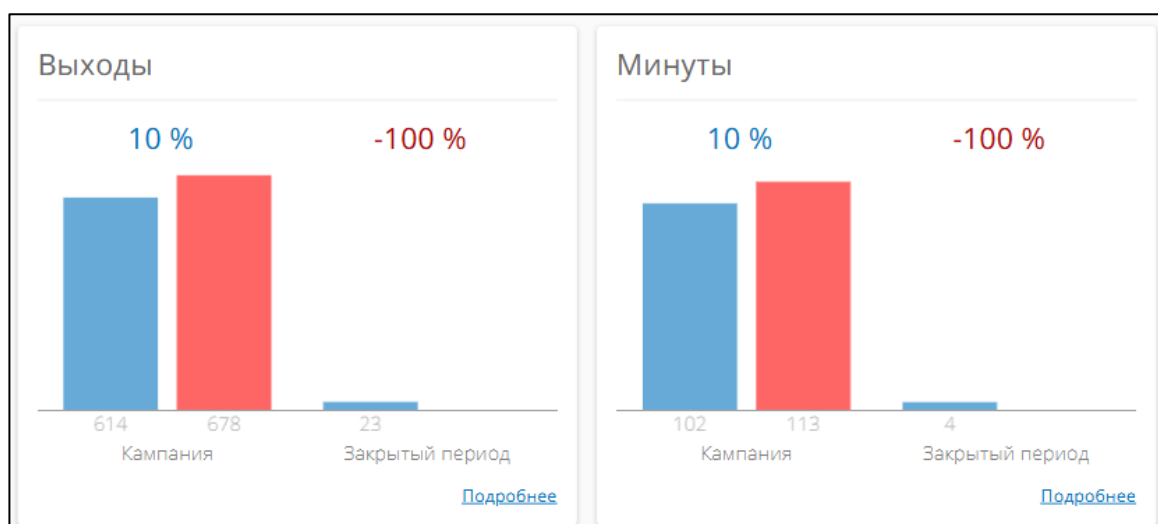 Выходы
10 %
-100 %
614
678
23
Кампания
Закрытый период
Подробнее
Минуты
10 %
-100 %
102
113
4
Кампания
Закрытый период
Подробнее